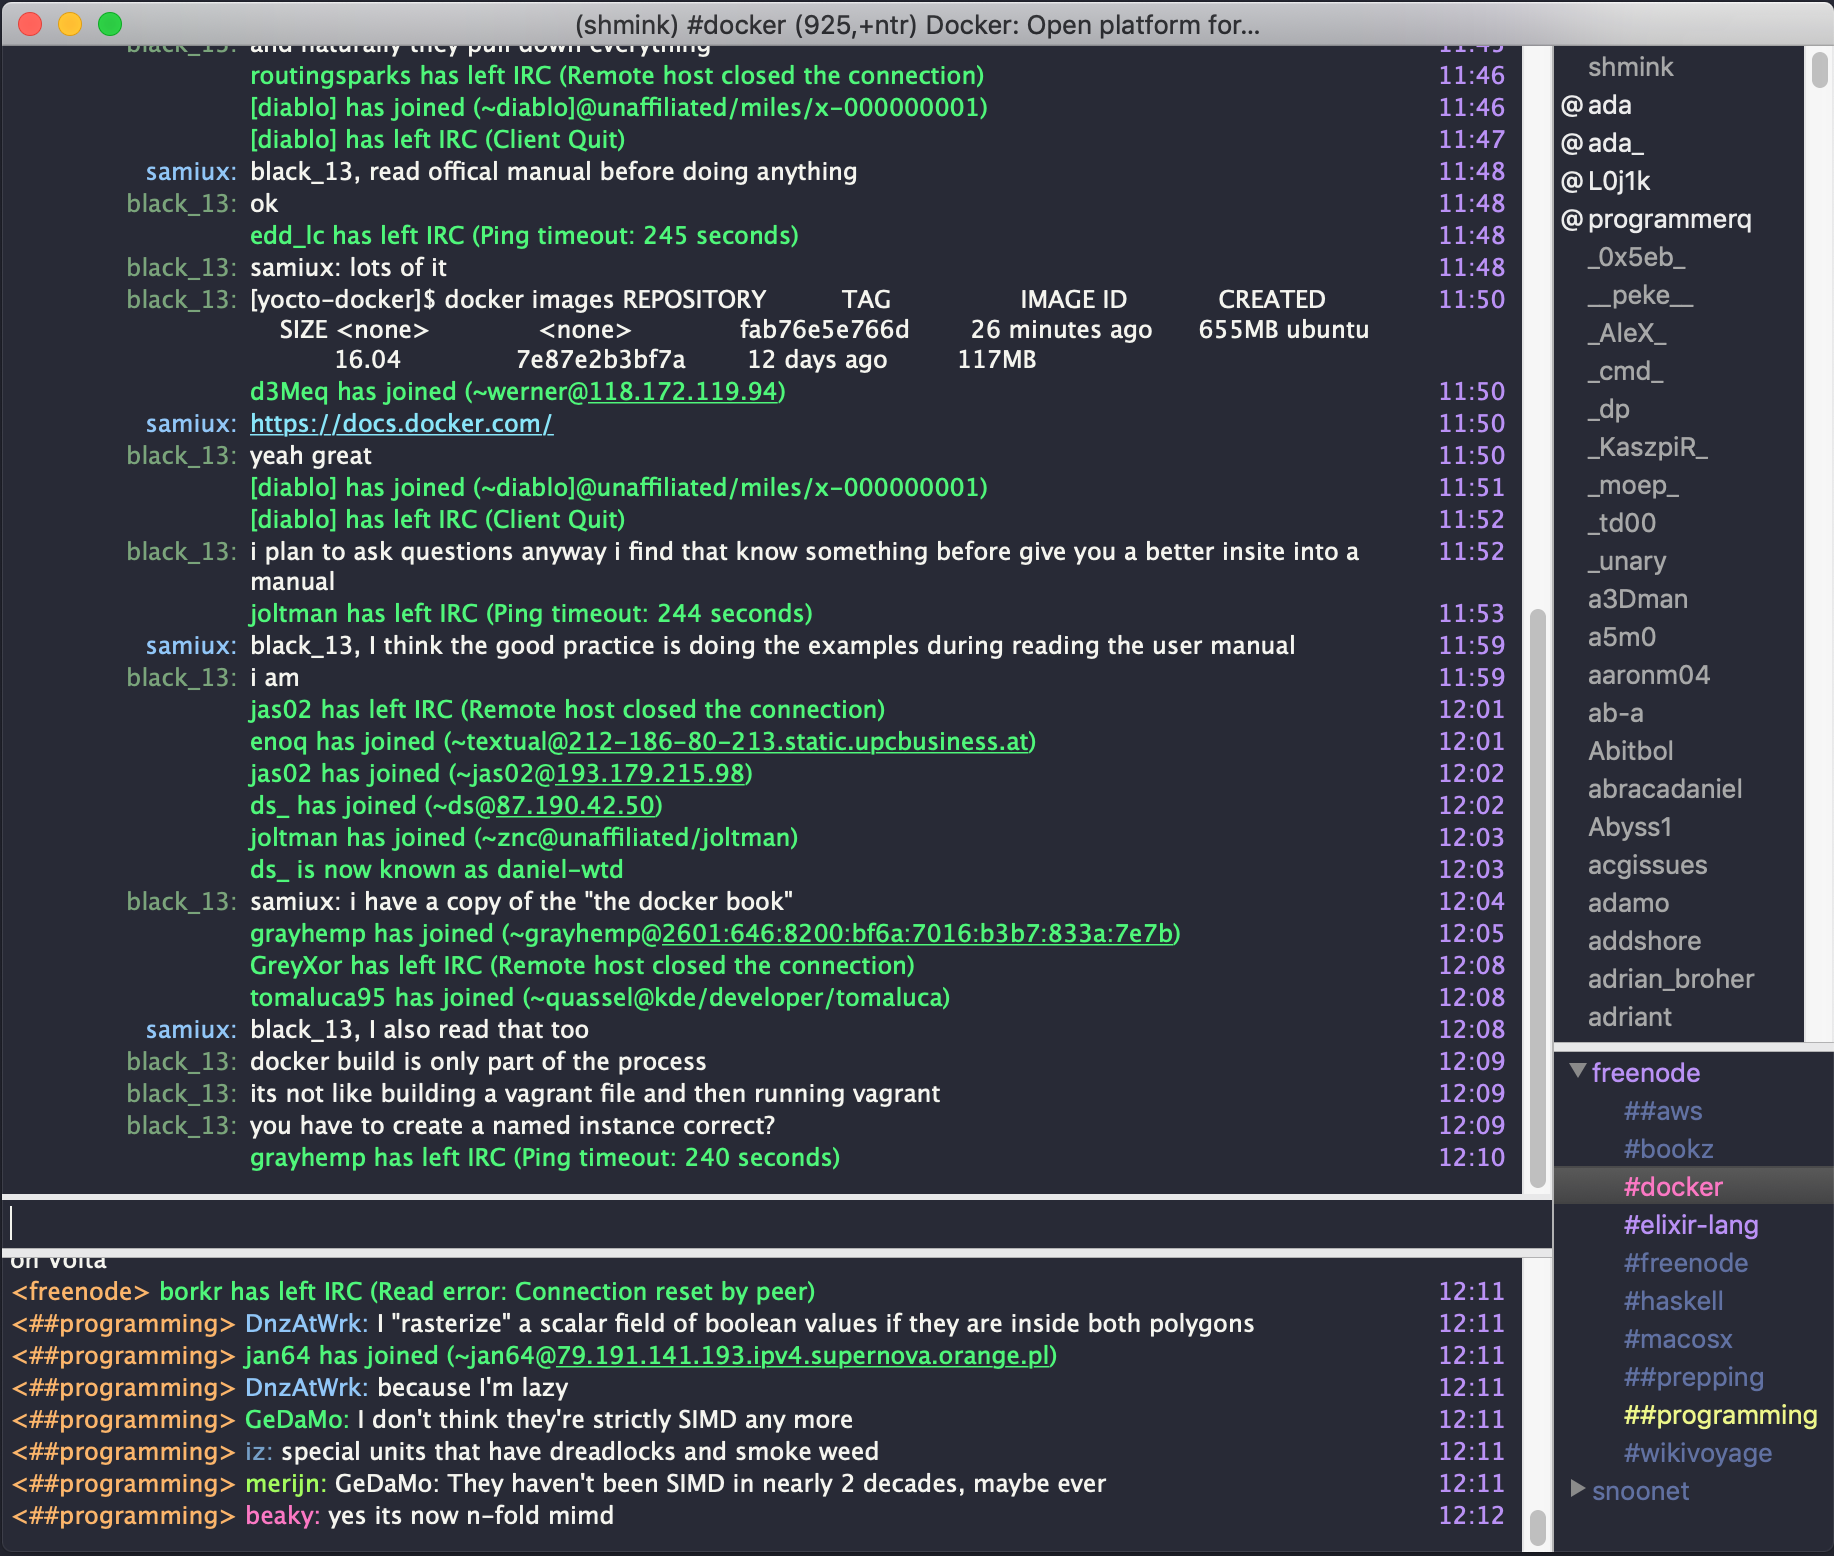 (shmink) #docker (925,+ntr) Docker: Open platform for...
black_13: and naturally they pull down everything 11:45
routingsparks has left IRC (Remote host closed the connection) 11:46
[diablo] has joined (~diablo]@unaffiliated/miles/x-000000001) 11:46
[diablo] has left IRC (Client Quit) 11:47
samiux: black_13, read offical manual before doing anything 11:48
black_13: ok 11:48
edd_lc has left IRC (Ping timeout: 245 seconds) 11:48
black_13: samiux: lots of it 11:48
black_13: [yocto-docker]$ docker images REPOSITORY TAG IMAGE ID CREATED 11:50
SIZE <none> <none> fab76e5e766d 26 minutes ago 655MB ubuntu
16.04 7e87e2b3bf7a 12 days ago 117MB
d3Meq has joined (~werner@118.172.119.94) 11:50
samiux: https://docs.docker.com/ 11:50
black_13: yeah great 11:50
[diablo] has joined (~diablo]@unaffiliated/miles/x-000000001) 11:51
[diablo] has left IRC (Client Quit) 11:52
black_13: i plan to ask questions anyway i find that know something before give you a better insite into a 11:52
manual
joltman has left IRC (Ping timeout: 244 seconds) 11:53
samiux: black_13, I think the good practice is doing the examples during reading the user manual 11:59
black_13: i am 11:59
jas02 has left IRC (Remote host closed the connection) 12:01
enoq has joined (~textual@212-186-80-213.static.upcbusiness.at) 12:01
jas02 has joined (~jas02@193.179.215.98) 12:02
ds_ has joined (~ds@87.190.42.50) 12:02
joltman has joined (~znc@unaffiliated/joltman) 12:03
ds_ is now known as daniel-wtd 12:03
black_13: samiux: i have a copy of the "the docker book" 12:04
grayhemp has joined (~grayhemp@2601:646:8200:bf6a:7016:b3b7:833a:7e7b) 12:05
GreyXor has left IRC (Remote host closed the connection) 12:08
tomaluca95 has joined (~quassel@kde/developer/tomaluca) 12:08
samiux: black_13, I also read that too 12:08
black_13: docker build is only part of the process 12:09
black_13: its not like building a vagrant file and then running vagrant 12:09
black_13: you have to create a named instance correct? 12:09
grayhemp has left IRC (Ping timeout: 240 seconds) 12:10
on Volta
<freenode> borkr has left IRC (Read error: Connection reset by peer) 12:11
<##programming> DnzAtWrk: I "rasterize" a scalar field of boolean values if they are inside both polygons 12:11
<##programming> jan64 has joined (~jan64@79.191.141.193.ipv4.supernova.orange.pl) 12:11
<##programming> DnzAtWrk: because I'm lazy 12:11
<##programming> GeDaMo: I don't think they're strictly SIMD any more 12:11
<##programming> iz: special units that have dreadlocks and smoke weed 12:11
<##programming> merijn: GeDaMo: They haven't been SIMD in nearly 2 decades, maybe ever 12:11
<##programming> beaky: yes its now n-fold mimd 12:12
shmink
@ada
@ada_
@L0j1k
@programmerq
_0x5eb_
__peke__
_AleX_
_cmd_
_dp
_KaszpiR_
_moep_
_td00
_unary
a3Dman
a5m0
aaronm04
ab-a
Abitbol
abracadaniel
Abyss1
acgissues
adamo
addshore
adrian_broher
adriant
freenode
##aws
#bookz
#docker
#elixir-lang
#freenode
#haskell
#macosx
##prepping
##programming
#wikivoyage
snoonet